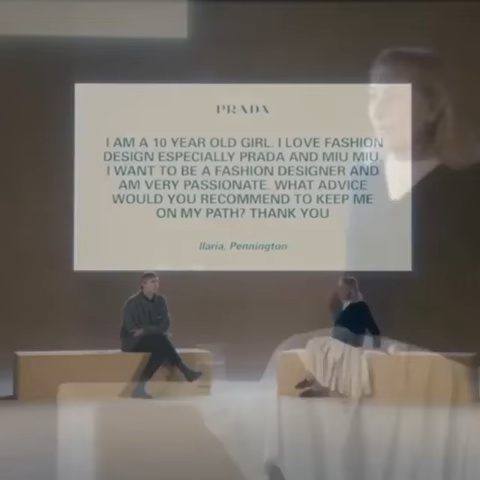 PRADA
I AM A 10 YEAR OLD GIRL. I LOVE FASHION
DESIGN ESPECIALLY PRADA AND MIU MIU.
I WANT TO BE A FASHION DESIGNER AND
AM VERY PASSIONATE. WHAT ADVICE
WOULD YOU RECOMMEND TO KEEP ME
ON MY PATH? THANK YOU
Ilaria, Pennington